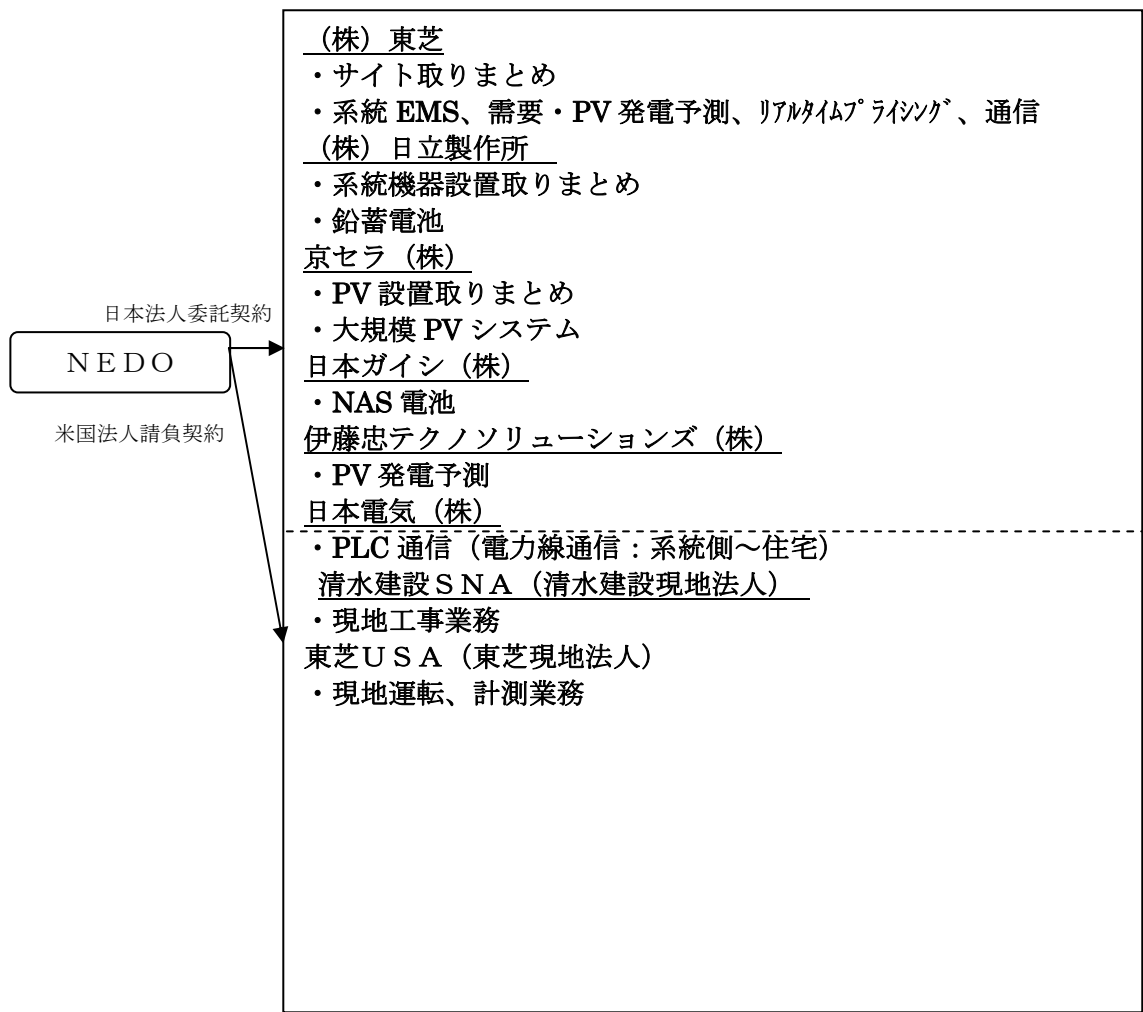 日本法人委託契約
ＮＥＤＯ
米国法人請負契約
（株）東芝
・サイト取りまとめ
・系統 EMS、需要・PV 発電予測、ﾘｱﾙﾀｲﾑﾌﾟﾗｲｼﾝｸﾞ、通信
（株）日立製作所
・系統機器設置取りまとめ
・鉛蓄電池
京セラ（株）
・PV 設置取りまとめ
・大規模 PV システム
日本ガイシ（株）
・NAS 電池
伊藤忠テクノソリューションズ（株）
・PV 発電予測
日本電気（株）
・PLC 通信（電力線通信：系統側～住宅）
清水建設ＳＮＡ（清水建設現地法人）
・現地工事業務
東芝ＵＳＡ（東芝現地法人）
・現地運転、計測業務